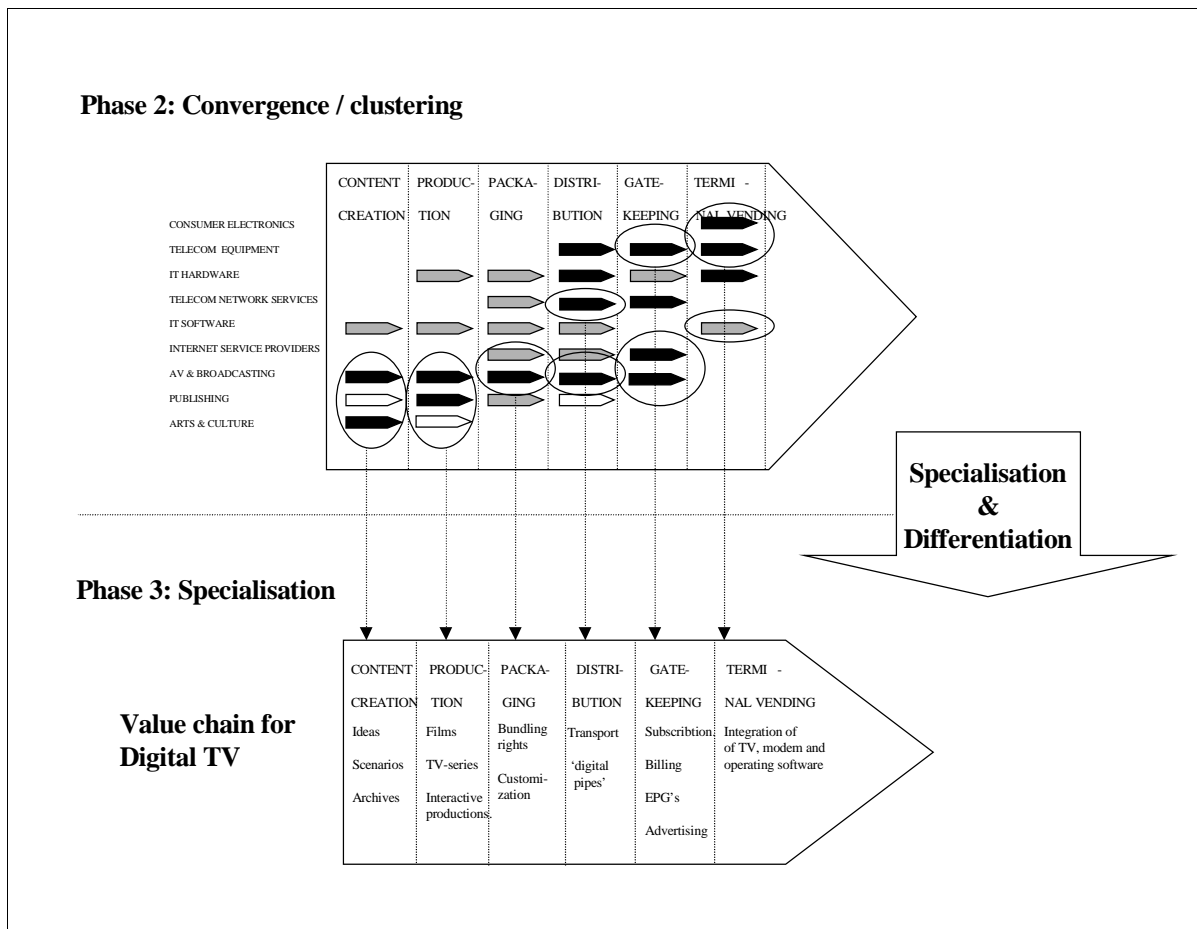 Phase 2: Convergence / clustering
CONTENT PRODUC- PACKA- DISTRI- GATE- TERMI -
CREATION TION GING BUTION KEEPING NAL VENDING
CONSUMER ELECTRONICS
TELECOM EQUIPMENT
IT HARDWARE
TELECOM NETWORK SERVICES
IT SOFTWARE
INTERNET SERVICE PROVIDERS
AV & BROADCASTING
PUBLISHING
ARTS & CULTURE
Specialisation
&
Differentiation
Phase 3: Specialisation
Value chain for
Digital TV
CONTENT PRODUC- PACKA- DISTRI- GATE- TERMI -
CREATION TION GING BUTION KEEPING NAL VENDING
Ideas
Scenarios
Archives
Films
TV-series
Interactive
productions.
Bundling
rights
Customi-
zation
Transport
‘digital
pipes’
Subscribtion.
Billing
EPG's
Advertising
Integration of
of TV, modem and
operating software